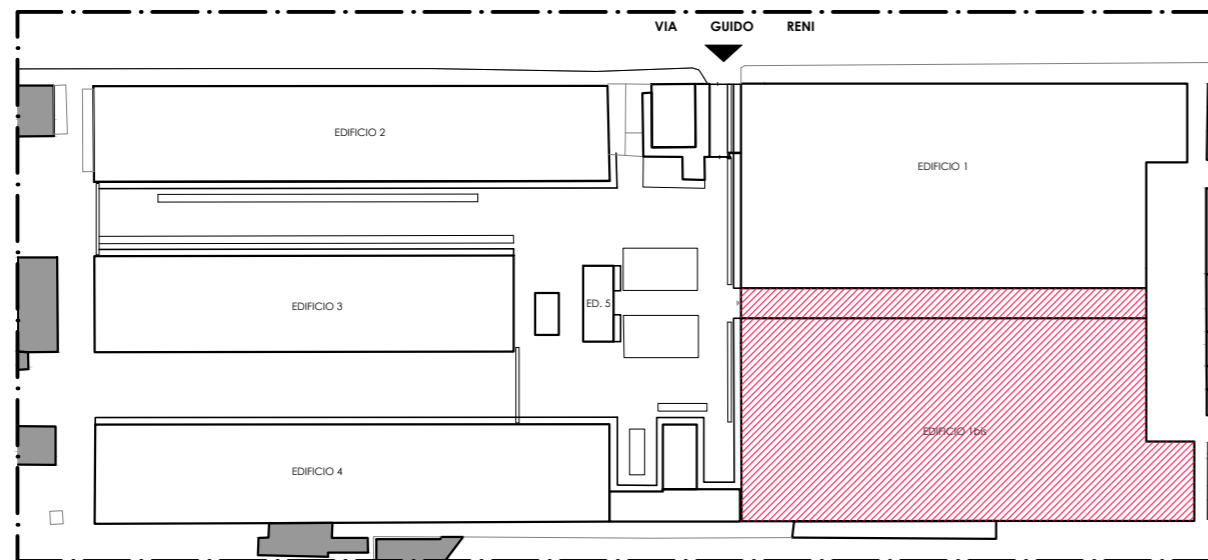 VIA GUIDO RENI
EDIFICIO 2
EDIFICIO 1
EDIFICIO 3
ED. 5
EDIFICIO 1bis
EDIFICIO 4